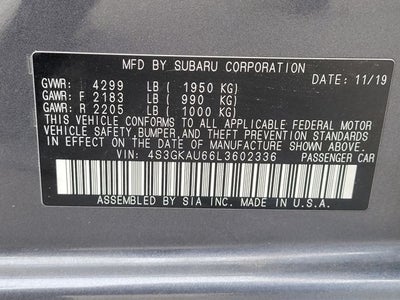 MFD BY SUBARU CORPORATION
DATE: 11/19
GVWR: 4299 LB ( 1950 KG)
GAWR: F 2183 LB ( 990 KG)
GAWR: R 2205 LB ( 1000 KG)
THIS VEHICLE CONFORMS TO ALL APPLICABLE FEDERAL MOTOR
VEHICLE SAFETY, BUMPER, AND THEFT PREVENTION STANDARDS
IN EFFECT ON THE DATE OF MANUFACTURE SHOWN ABOVE.
VIN: 4S3GKAU66L3602336 PASSENGER CAR
ASSEMBLED BY SIA INC. MADE IN U.S.A.